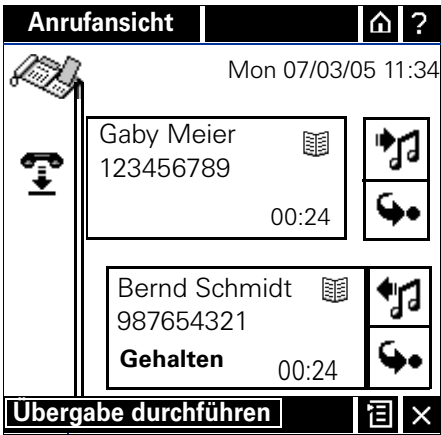 Anrufansicht ?
Mon 07/03/05 11:34
Gaby Meier
123456789
00:24
Bernd Schmidt
987654321
Gehalten 00:24
Übergabe durchführen